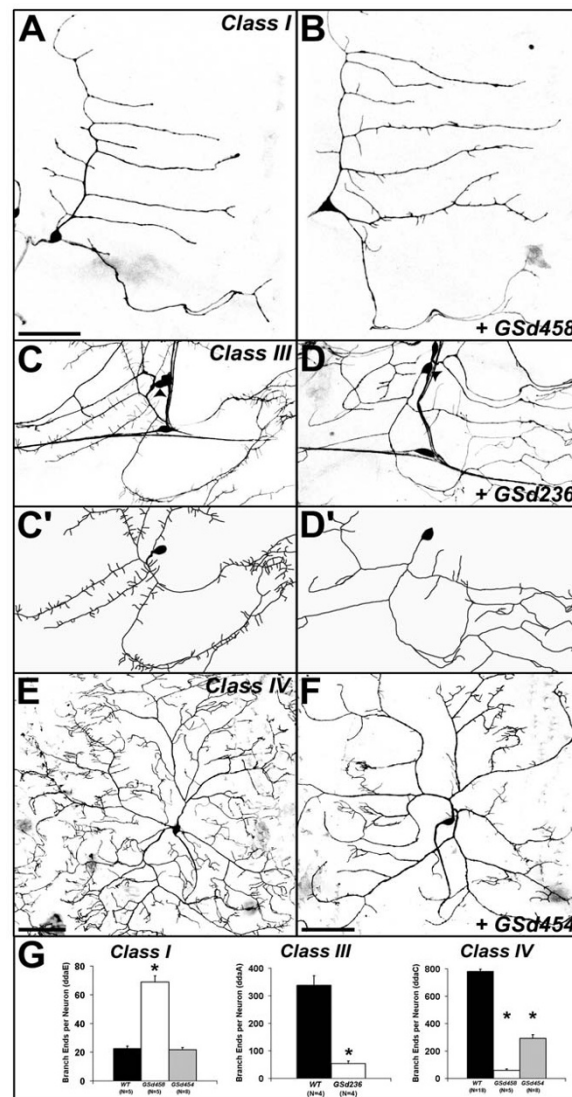 A
Class I
B
+ GSd458
C
Class III
D
+ GSd236
C'
D'
E
Class IV
F
+ GSd454
G
Class I
Class III
Class IV
Branch Ends per Neuron (ddaE)
80
60
40
20
0
*
WT
(N=5)
GSd458
(N=5)
GSd454
Branch Ends per Neuron (ddaA)
400
300
200
100
0
*
WT
(N=4)
GSd236
(N=4)
Branch Ends per Neuron (ddaC)
800
600
400
200
0
*
*
WT
GSd458
(N=5)
GSd454